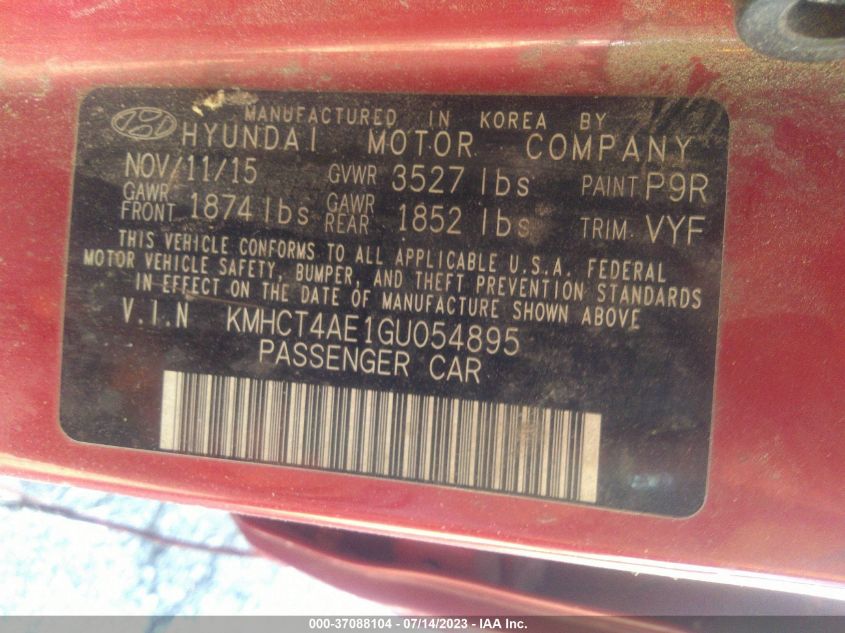 MANUFACTURED IN KOREA BY
HYUNDAI MOTOR COMPANY
NOV/11/15 GVWR 3527 lbs PAINT P9R
GAWR FRONT 1874 lbs GAWR REAR 1852 lbs TRIM VYF
THIS VEHICLE CONFORMS TO ALL APPLICABLE U.S.A. FEDERAL
MOTOR VEHICLE SAFETY, BUMPER, AND THEFT PREVENTION STANDARDS
IN EFFECT ON THE DATE OF MANUFACTURE SHOWN ABOVE
V.I.N KMHCT4AE1GU054895
PASSENGER CAR
000-37088104 - 07/14/2023 - IAA Inc.